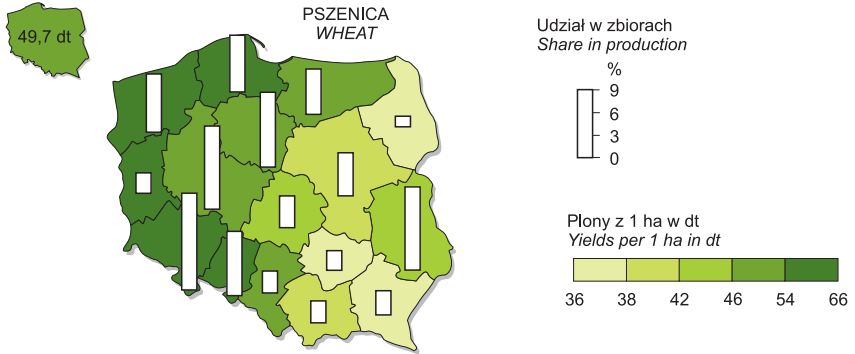 49,7 dt
PSZENICA
WHEAT
Udział w zbiorach
Share in production
%
9
6
3
0
Plony z 1 ha w dt
Yields per 1 ha in dt
36 38 42 46 54 66